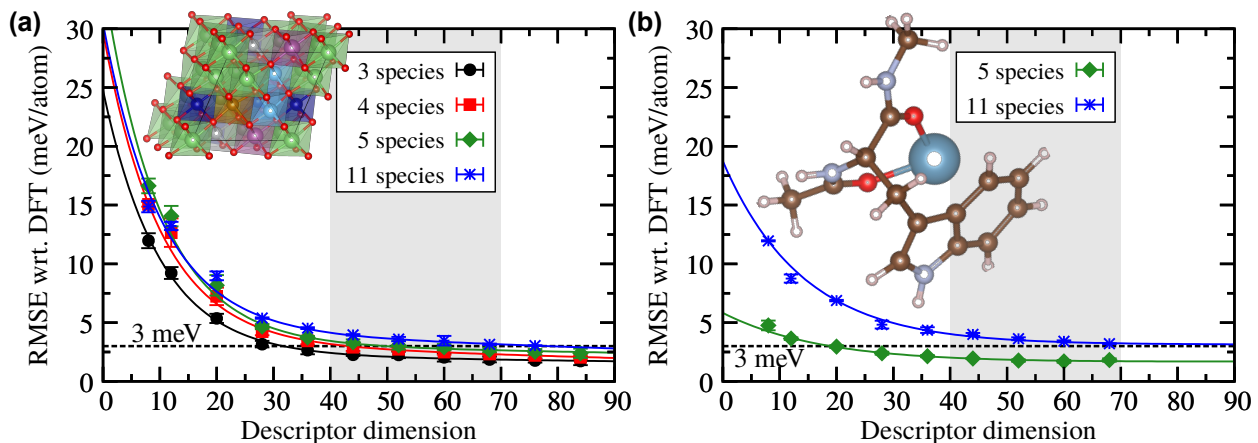 (a)
RMSE wrt. DFT (meV/atom)
30
25
20
15
10
5
0
3 species
4 species
5 species
11 species
3 meV
0 10 20 30 40 50 60 70 80 90
Descriptor dimension
(b)
RMSE wrt. DFT (meV/atom)
30
25
20
15
10
5
0
5 species
11 species
3 meV
0 10 20 30 40 50 60 70 80 90
Descriptor dimension